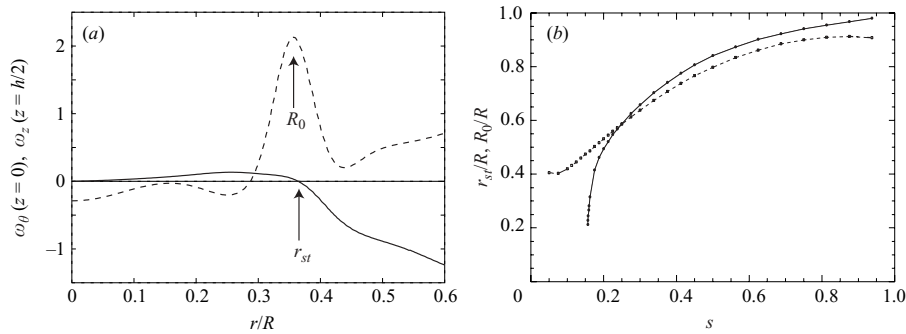 (a)
2
1
0
−1
ω_θ (z = 0), ω_z (z = h/2)
R_0
r_st
0 0.1 0.2 0.3 0.4 0.5 0.6
r/R
(b)
1.0
0.8
0.6
0.4
0.2
r_st/R, R_0/R
0 0.2 0.4 0.6 0.8 1.0
s